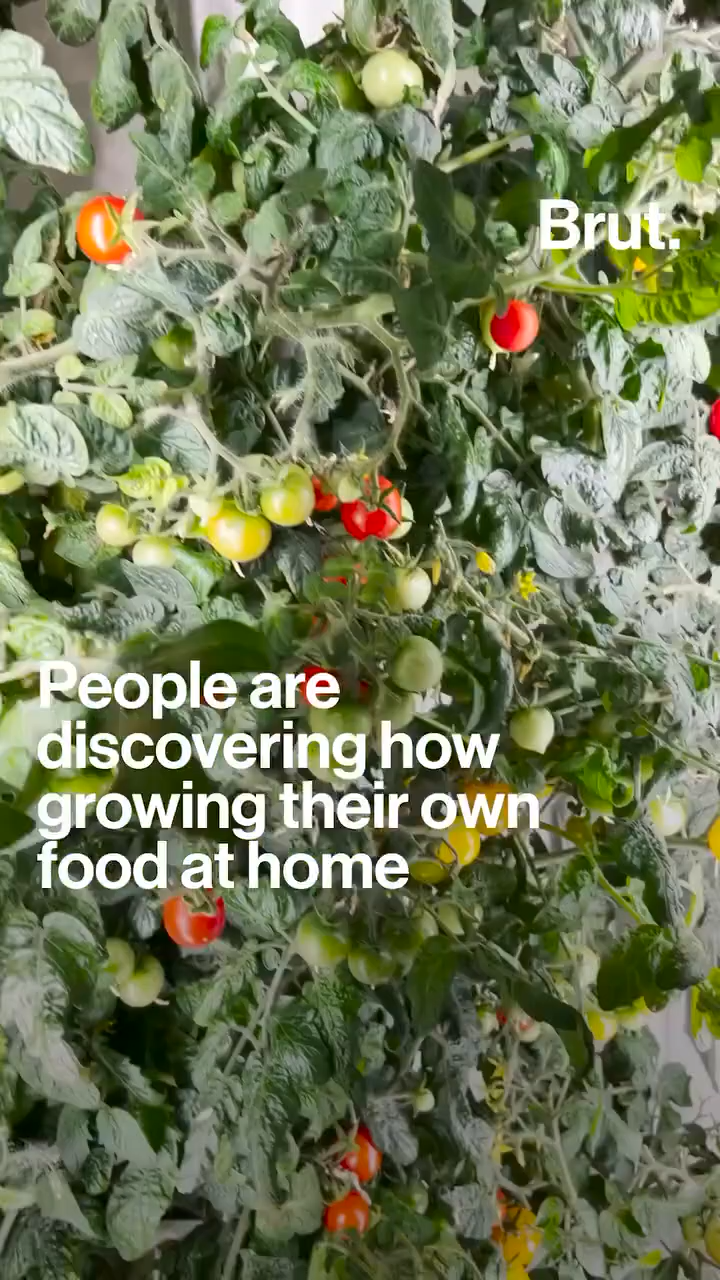 Brut.
People are
discovering how
growing their own
food at home